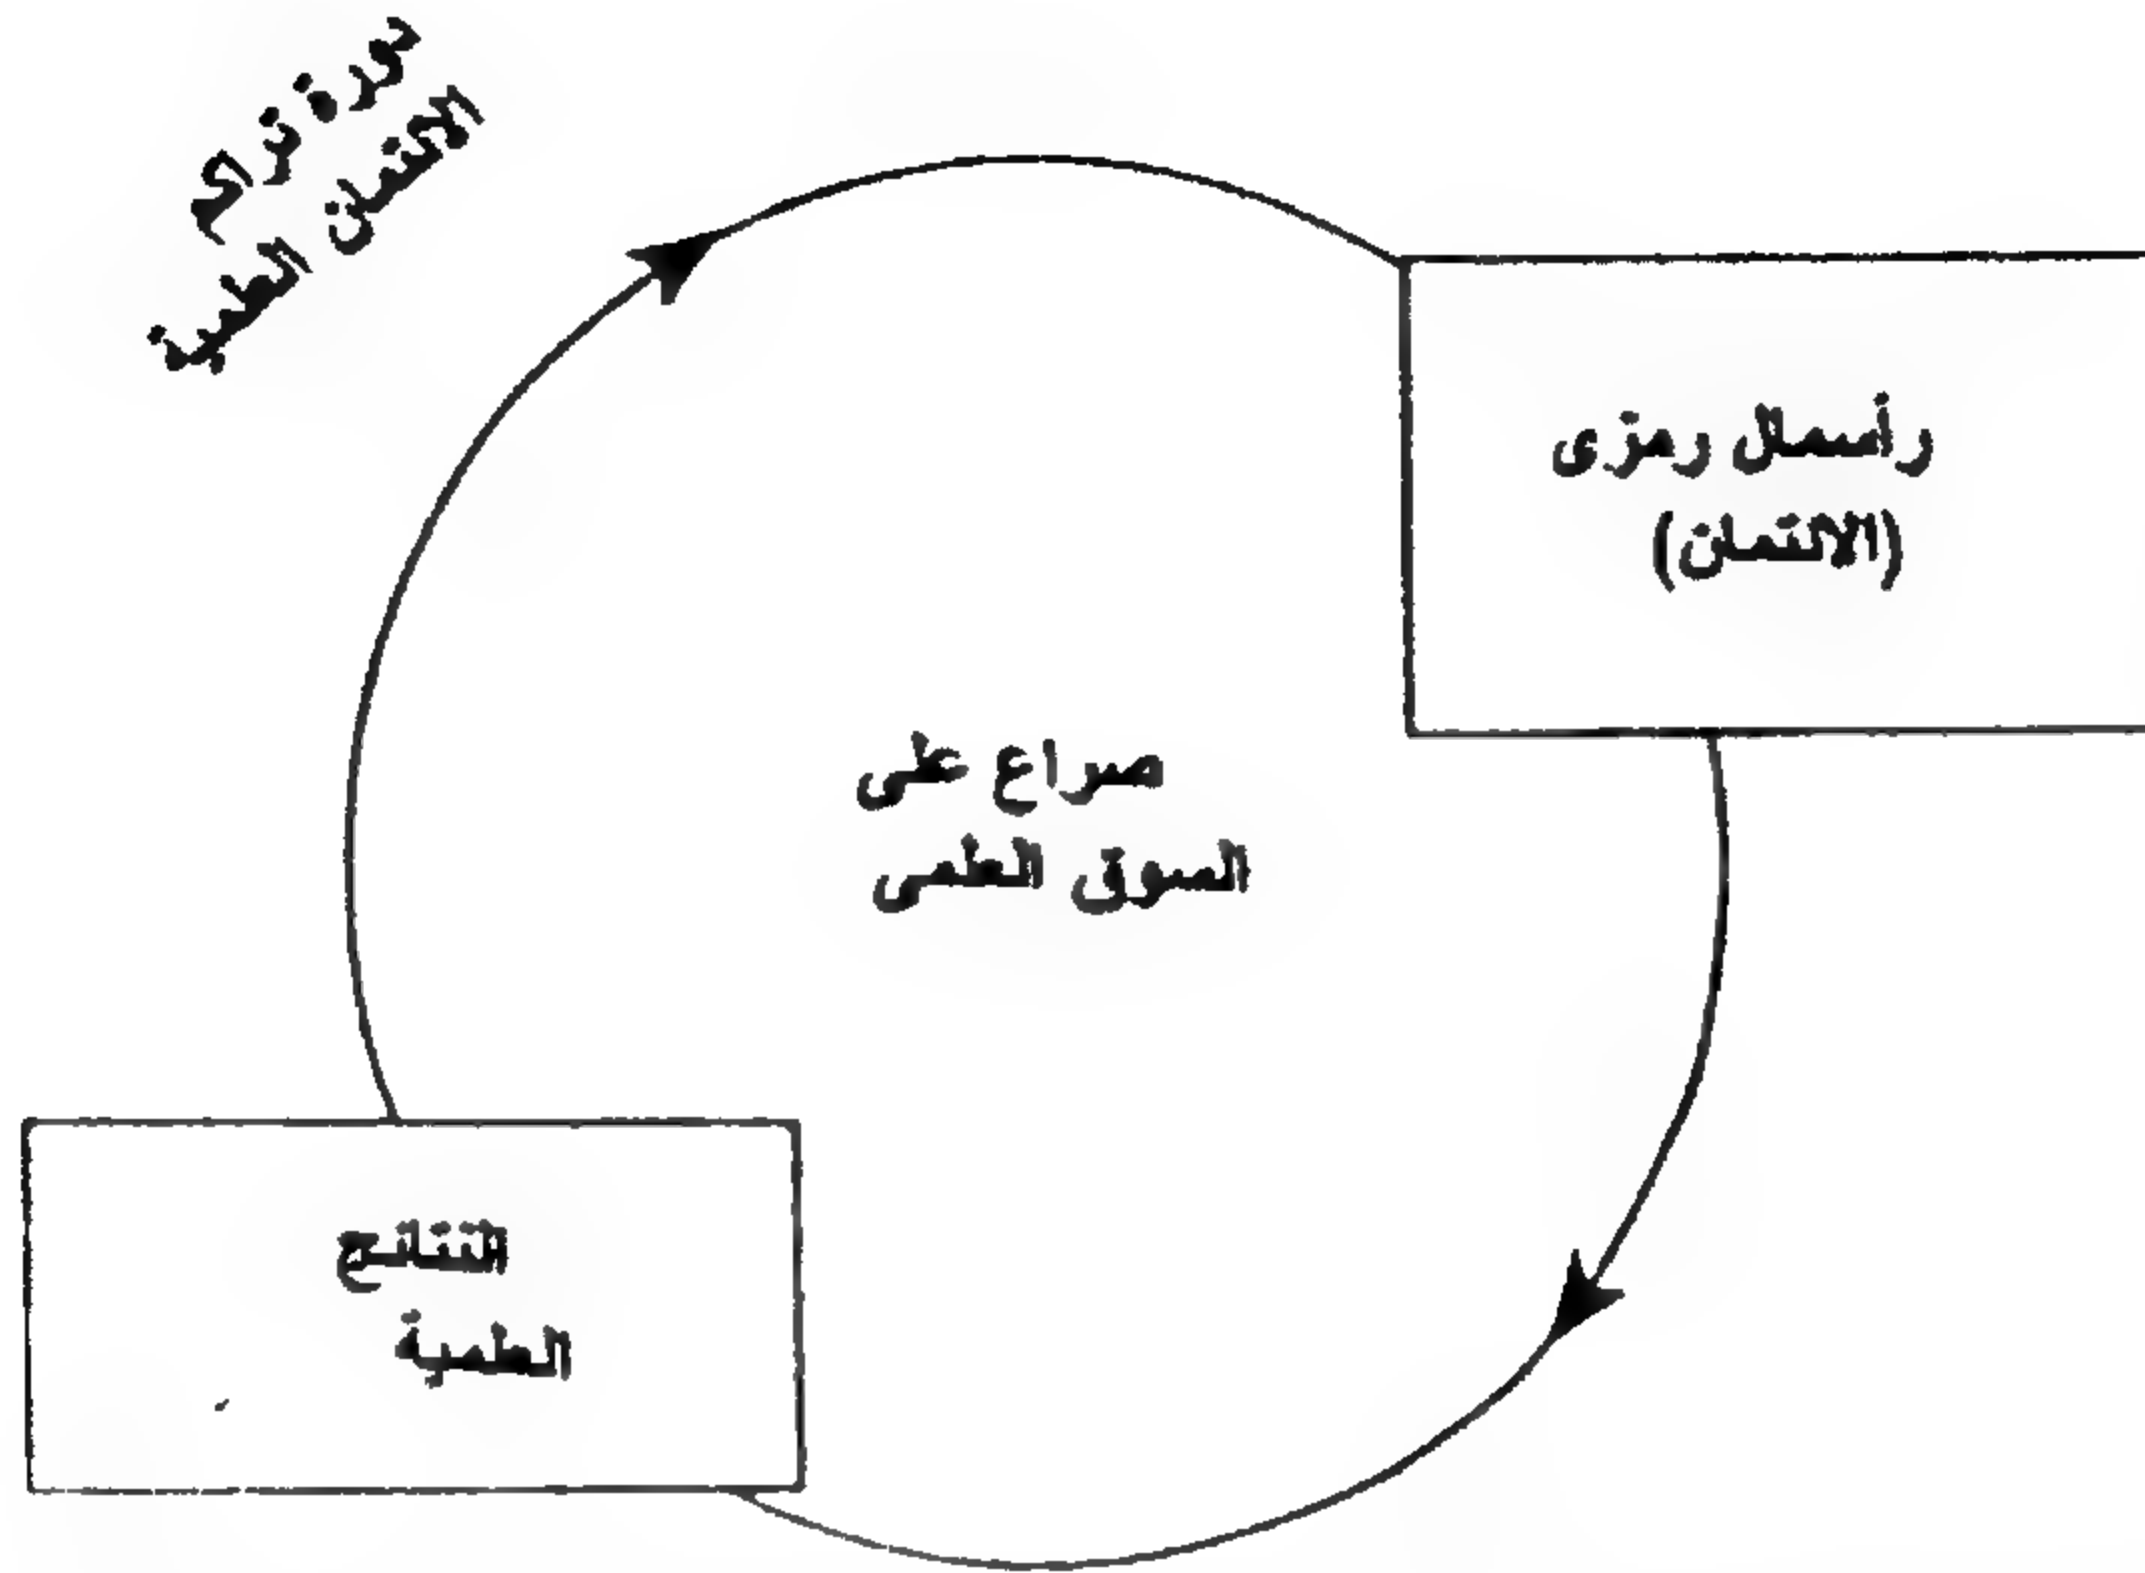 دورة تراكم
الائتمان العلمية
رأسمال رمزى
(الائتمان)
صراع على
السوق العلمى
النتائج
العلمية